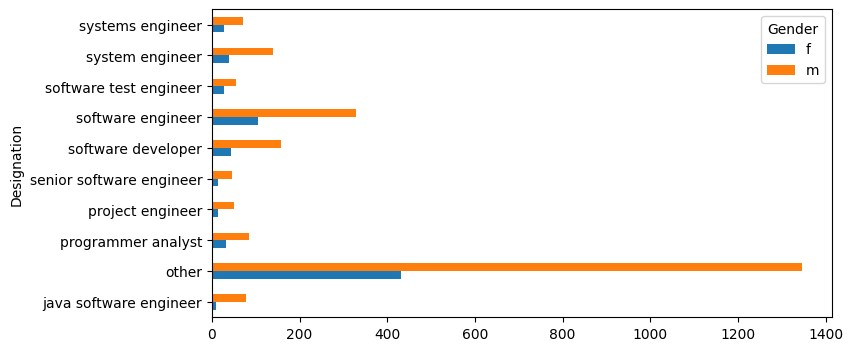 Designation
systems engineer
system engineer
software test engineer
software engineer
software developer
senior software engineer
project engineer
programmer analyst
other
java software engineer
0 200 400 600 800 1000 1200 1400
Gender
f
m